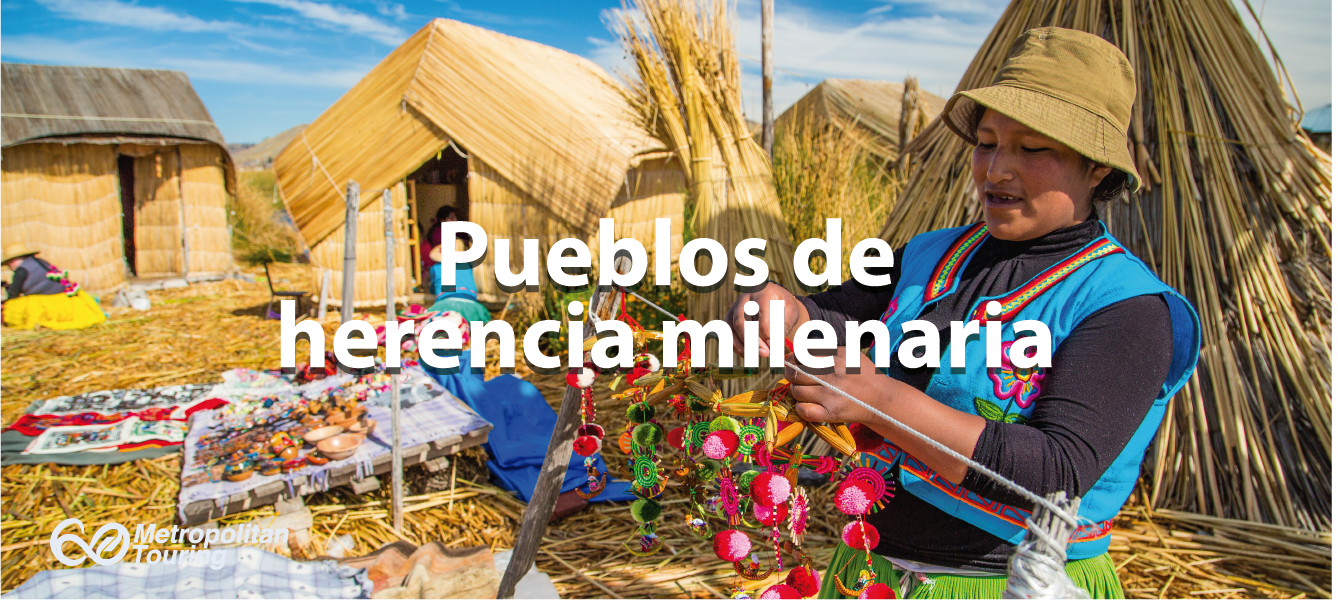 Pueblos de
herencia milenaria
Metropolitan
Touring